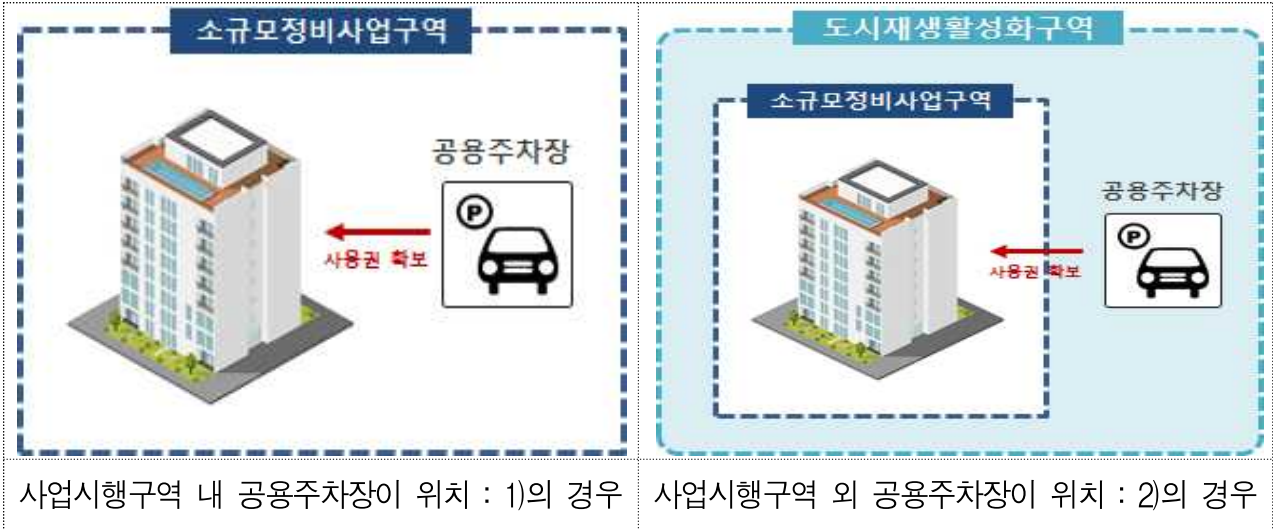 소규모정비사업구역
공용주차장
P
사용권 확보
사업시행구역 내 공용주차장이 위치 : 1)의 경우
도시재생활성화구역
소규모정비사업구역
공용주차장
P
사용권 확보
사업시행구역 외 공용주차장이 위치 : 2)의 경우